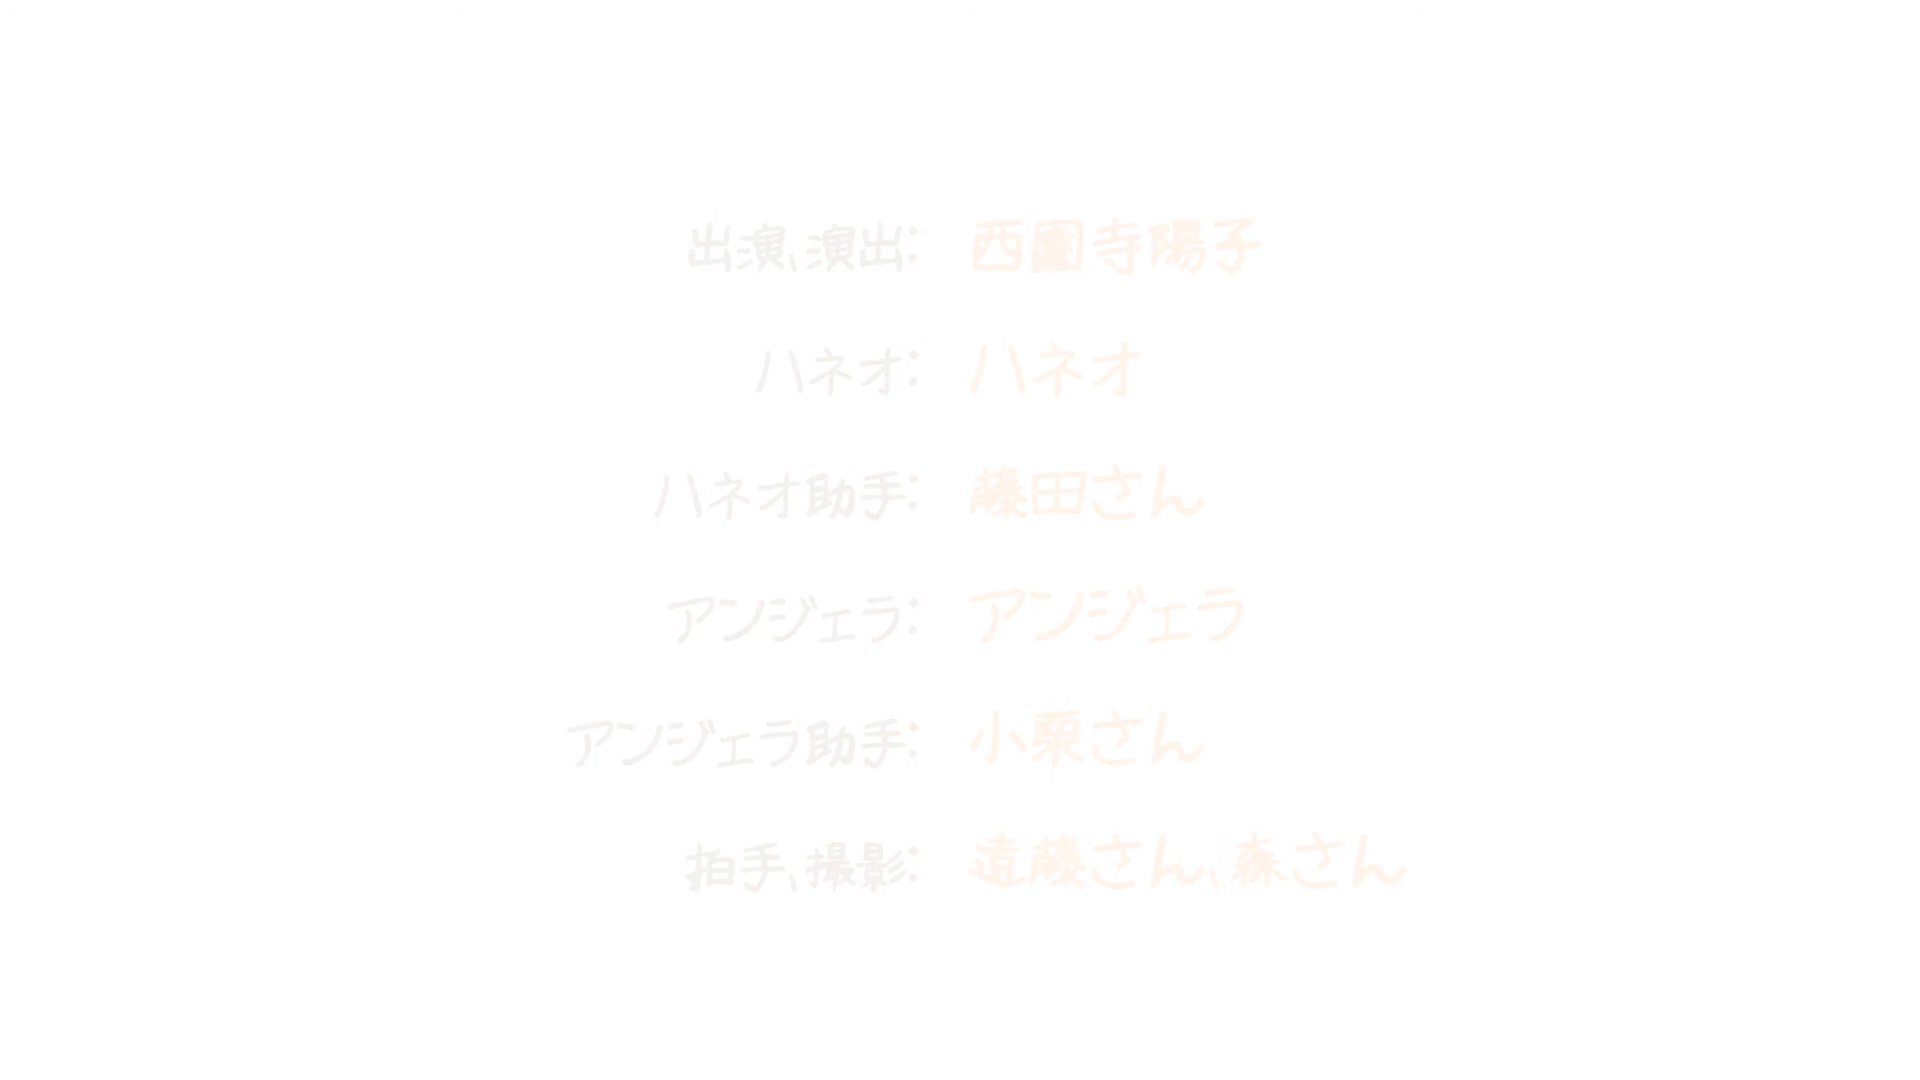 出演、演出: 西園寺陽子
ハネオ: ハネオ
ハネオ助手: 藤田さん
アンジェラ: アンジェラ
アンジェラ助手: 小栗さん
拍手、撮影: 遠藤さん、森さん